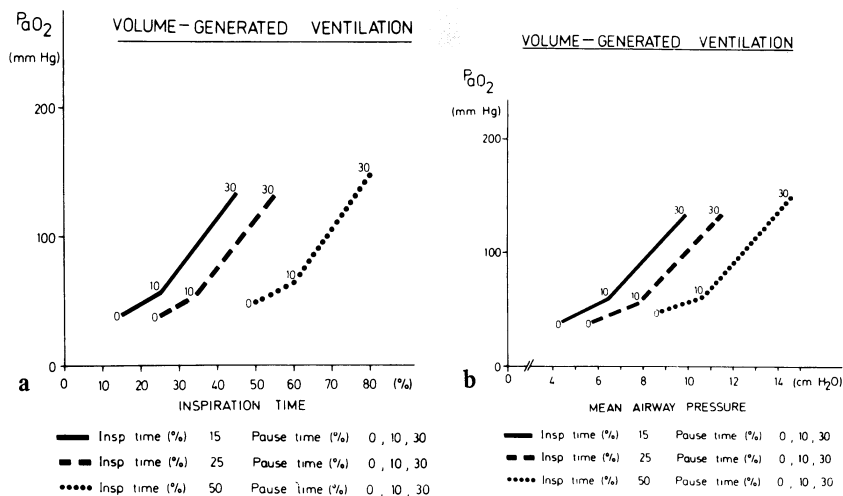 PaO2
VOLUME-GENERATED VENTILATION
(mm Hg)
200
100
0
30
30
30
10
10
10
0
0
0
a
0 10 20 30 40 50 60 70 80 (%)
INSPIRATION TIME
Insp time (%) 15 Pause time (%) 0, 10, 30
Insp time (%) 25 Pause time (%) 0, 10, 30
Insp time (%) 50 Pause time (%) 0, 10, 30
VOLUME-GENERATED VENTILATION
PaO2
(mm Hg)
200
100
0
30
30
30
10
10
10
0
0
0
b
0 4 6 8 10 12 14 (cm H2O)
MEAN AIRWAY PRESSURE
Insp time (%) 15 Pause time (%) 0, 10, 30
Insp time (%) 25 Pause time (%) 0, 10, 30
Insp time (%) 50 Pause time (%) 0, 10, 30